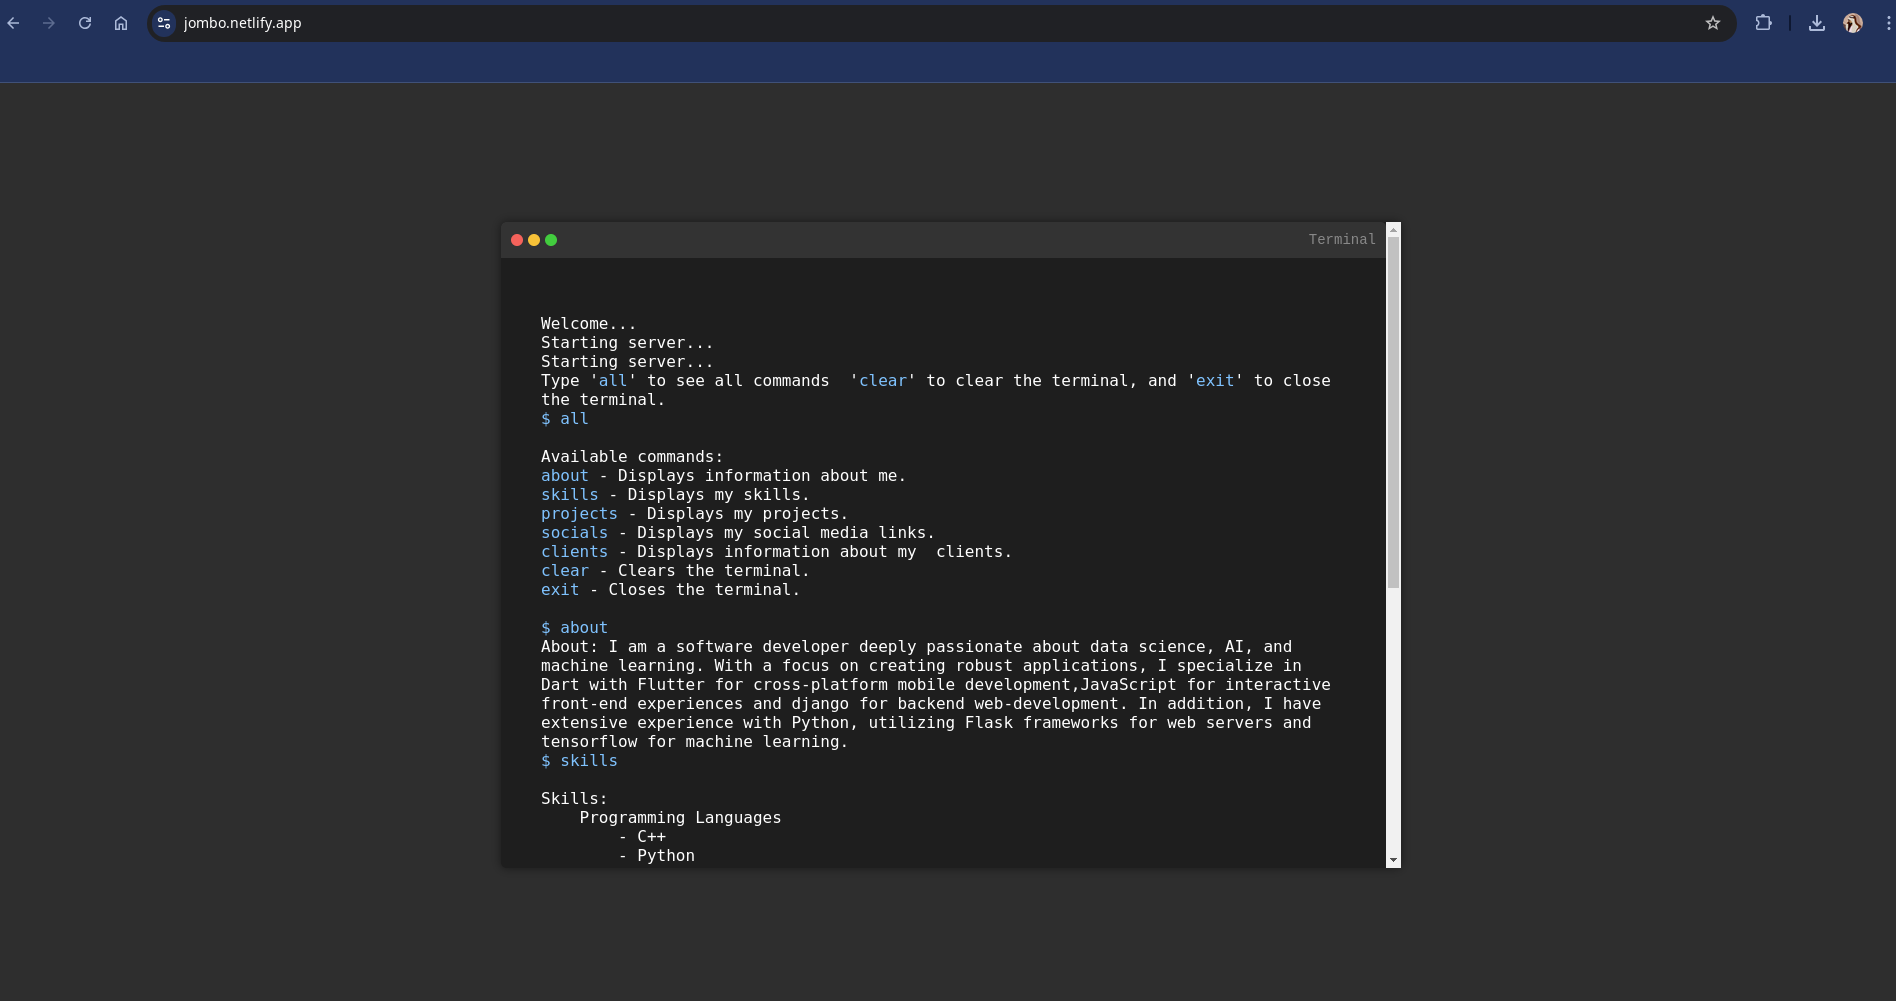 jombo.netlify.app
Terminal
Welcome...
Starting server...
Starting server...
Type 'all' to see all commands  'clear' to clear the terminal, and 'exit' to close
the terminal.
$ all
Available commands:
about - Displays information about me.
skills - Displays my skills.
projects - Displays my projects.
socials - Displays my social media links.
clients - Displays information about my  clients.
clear - Clears the terminal.
exit - Closes the terminal.
$ about
About: I am a software developer deeply passionate about data science, AI, and
machine learning. With a focus on creating robust applications, I specialize in
Dart with Flutter for cross-platform mobile development,JavaScript for interactive
front-end experiences and django for backend web-development. In addition, I have
extensive experience with Python, utilizing Flask frameworks for web servers and
tensorflow for machine learning.
$ skills
Skills:
    Programming Languages
        - C++
        - Python